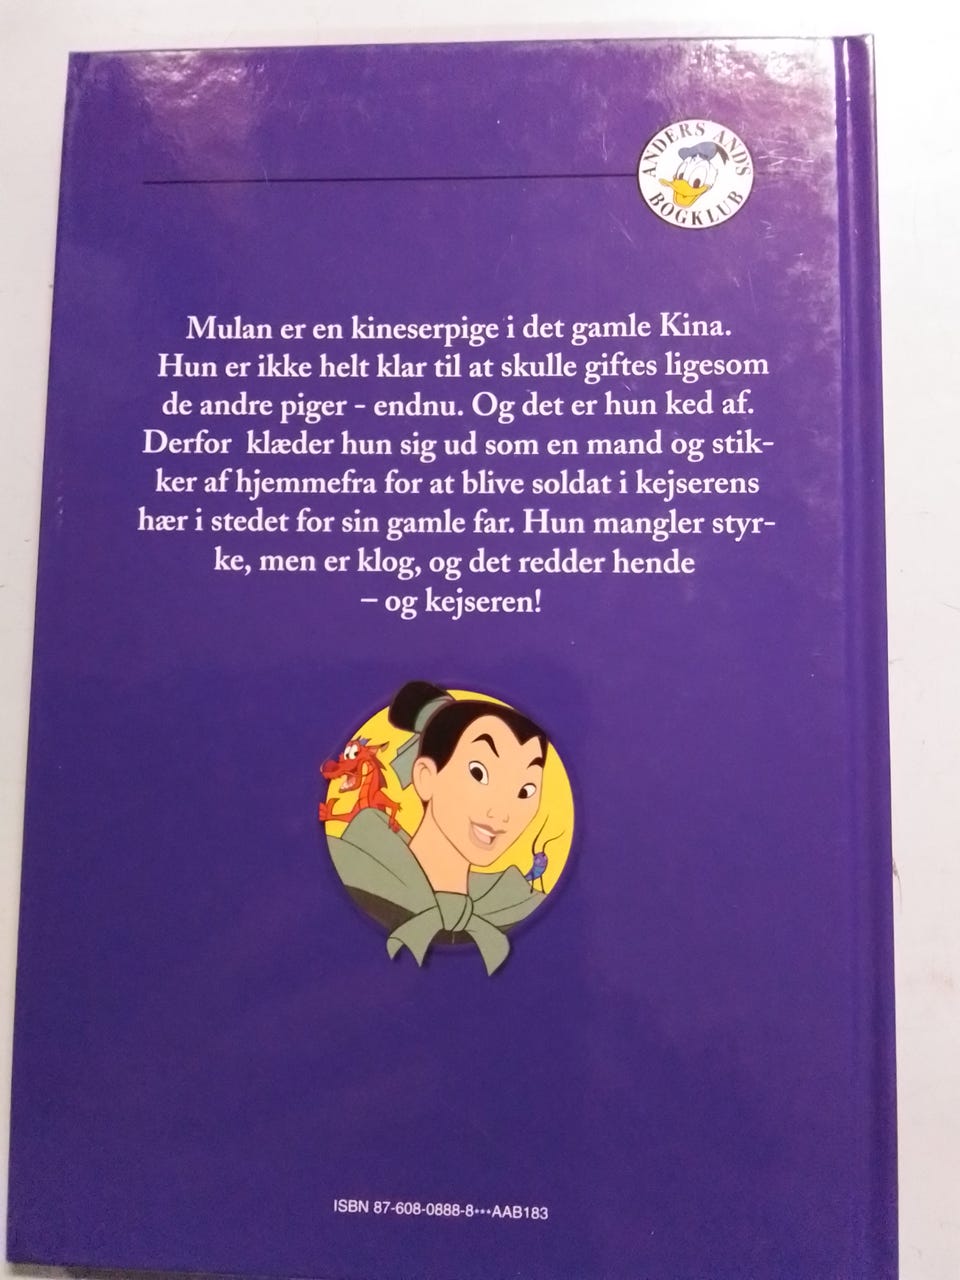 ANDERS AND'S
BOGKLUB
Mulan er en kineserpige i det gamle Kina.
Hun er ikke helt klar til at skulle giftes ligesom
de andre piger - endnu. Og det er hun ked af.
Derfor klæder hun sig ud som en mand og stik-
ker af hjemmefra for at blive soldat i kejserens
hær i stedet for sin gamle far. Hun mangler styr-
ke, men er klog, og det redder hende
– og kejseren!
ISBN 87-608-0888-8***AAB183